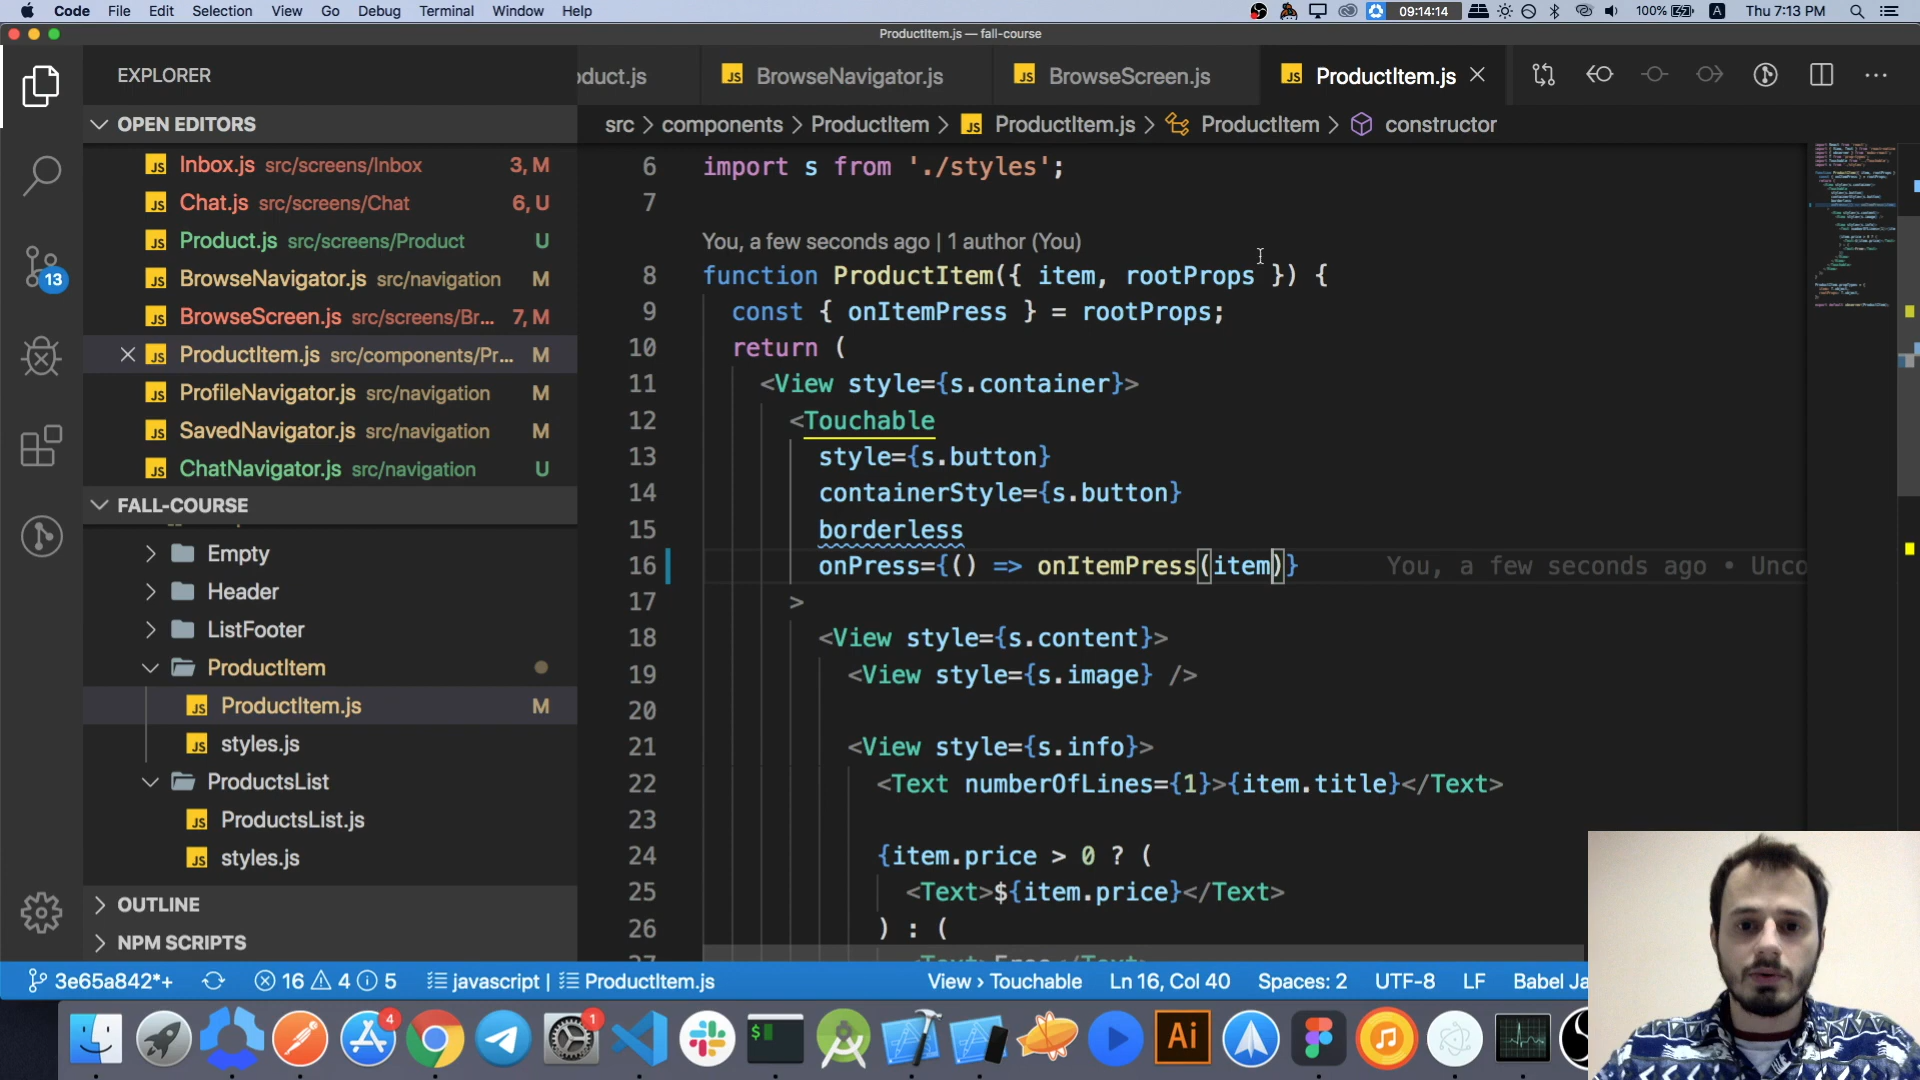 Code File Edit Selection View Go Debug Terminal Window Help 09:14:14 100% A Thu 7:13 PM
ProductItem.js — fall-course
EXPLORER
duct.js BrowseNavigator.js BrowseScreen.js ProductItem.js
OPEN EDITORS
src > components > ProductItem > ProductItem.js > ProductItem > constructor
Inbox.js src/screens/Inbox 3, M
Chat.js src/screens/Chat 6, U
Product.js src/screens/Product U
BrowseNavigator.js src/navigation M
BrowseScreen.js src/screens/Br... 7, M
ProductItem.js src/components/Pr... M
ProfileNavigator.js src/navigation M
SavedNavigator.js src/navigation M
ChatNavigator.js src/navigation U
13
FALL-COURSE
Empty
Header
ListFooter
ProductItem
ProductItem.js M
styles.js
ProductsList
ProductsList.js
styles.js
OUTLINE
NPM SCRIPTS
6 import s from './styles';
7
You, a few seconds ago | 1 author (You)
8 function ProductItem({ item, rootProps }) {
9 const { onItemPress } = rootProps;
10 return (
11 <View style={s.container}>
12 <Touchable
13 style={s.button}
14 containerStyle={s.button}
15 borderless
16 onPress={() => onItemPress(item)} You, a few seconds ago • Unco
17 >
18 <View style={s.content}>
19 <View style={s.image} />
20
21 <View style={s.info}>
22 <Text numberOfLines={1}>{item.title}</Text>
23
24 {item.price > 0 ? (
25 <Text>${item.price}</Text>
26 ) : (
27 <Text>Free</Text>
3e65a842*+ 16 4 5 javascript | ProductItem.js View › Touchable Ln 16, Col 40 Spaces: 2 UTF-8 LF Babel Ja
4 1 $ Ai